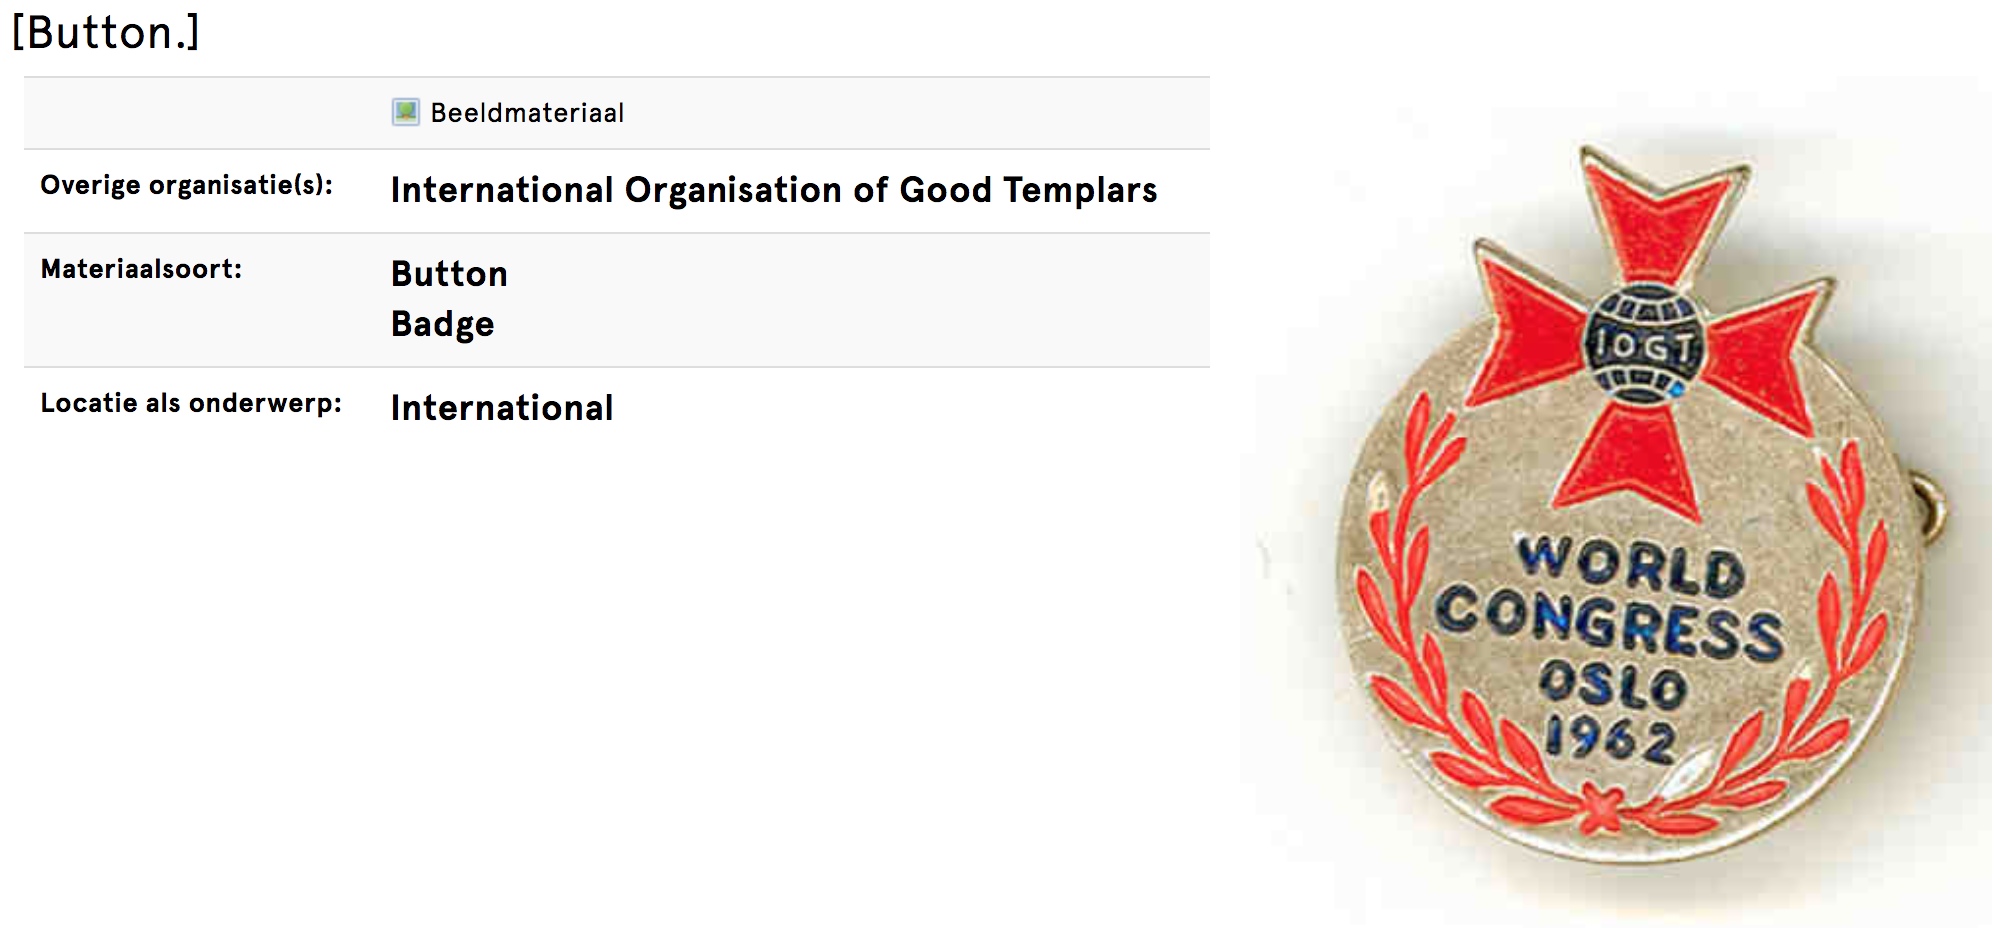 [Button.]
Beeldmateriaal
Overige organisatie(s):
International Organisation of Good Templars
Materiaalsoort:
Button
Badge
Locatie als onderwerp:
International
IOGT
WORLD
CONGRESS
OSLO
1962